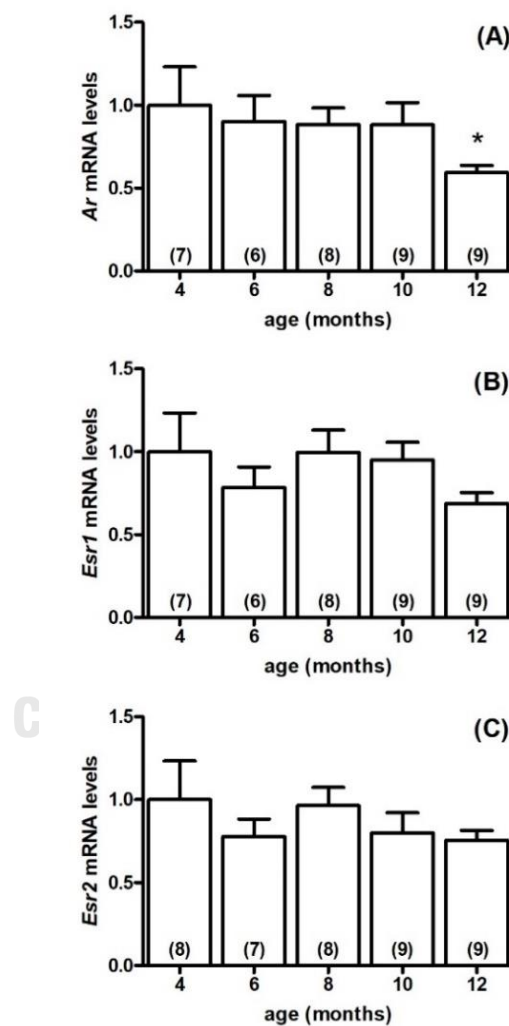 (A)
Ar mRNA levels
1.5
1.0
0.5
0.0
(7) (6) (8) (9) (9)
*
4 6 8 10 12
age (months)
(B)
Esr1 mRNA levels
1.5
1.0
0.5
0.0
(7) (6) (8) (9) (9)
4 6 8 10 12
age (months)
C
(C)
Esr2 mRNA levels
1.5
1.0
0.5
0.0
(8) (7) (8) (9) (9)
4 6 8 10 12
age (months)